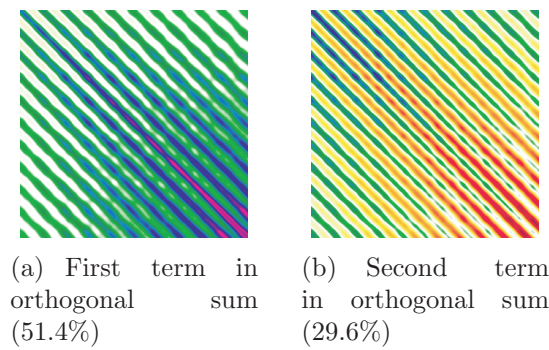 (a) First term in
orthogonal sum
(51.4%)
(b) Second term
in orthogonal sum
(29.6%)